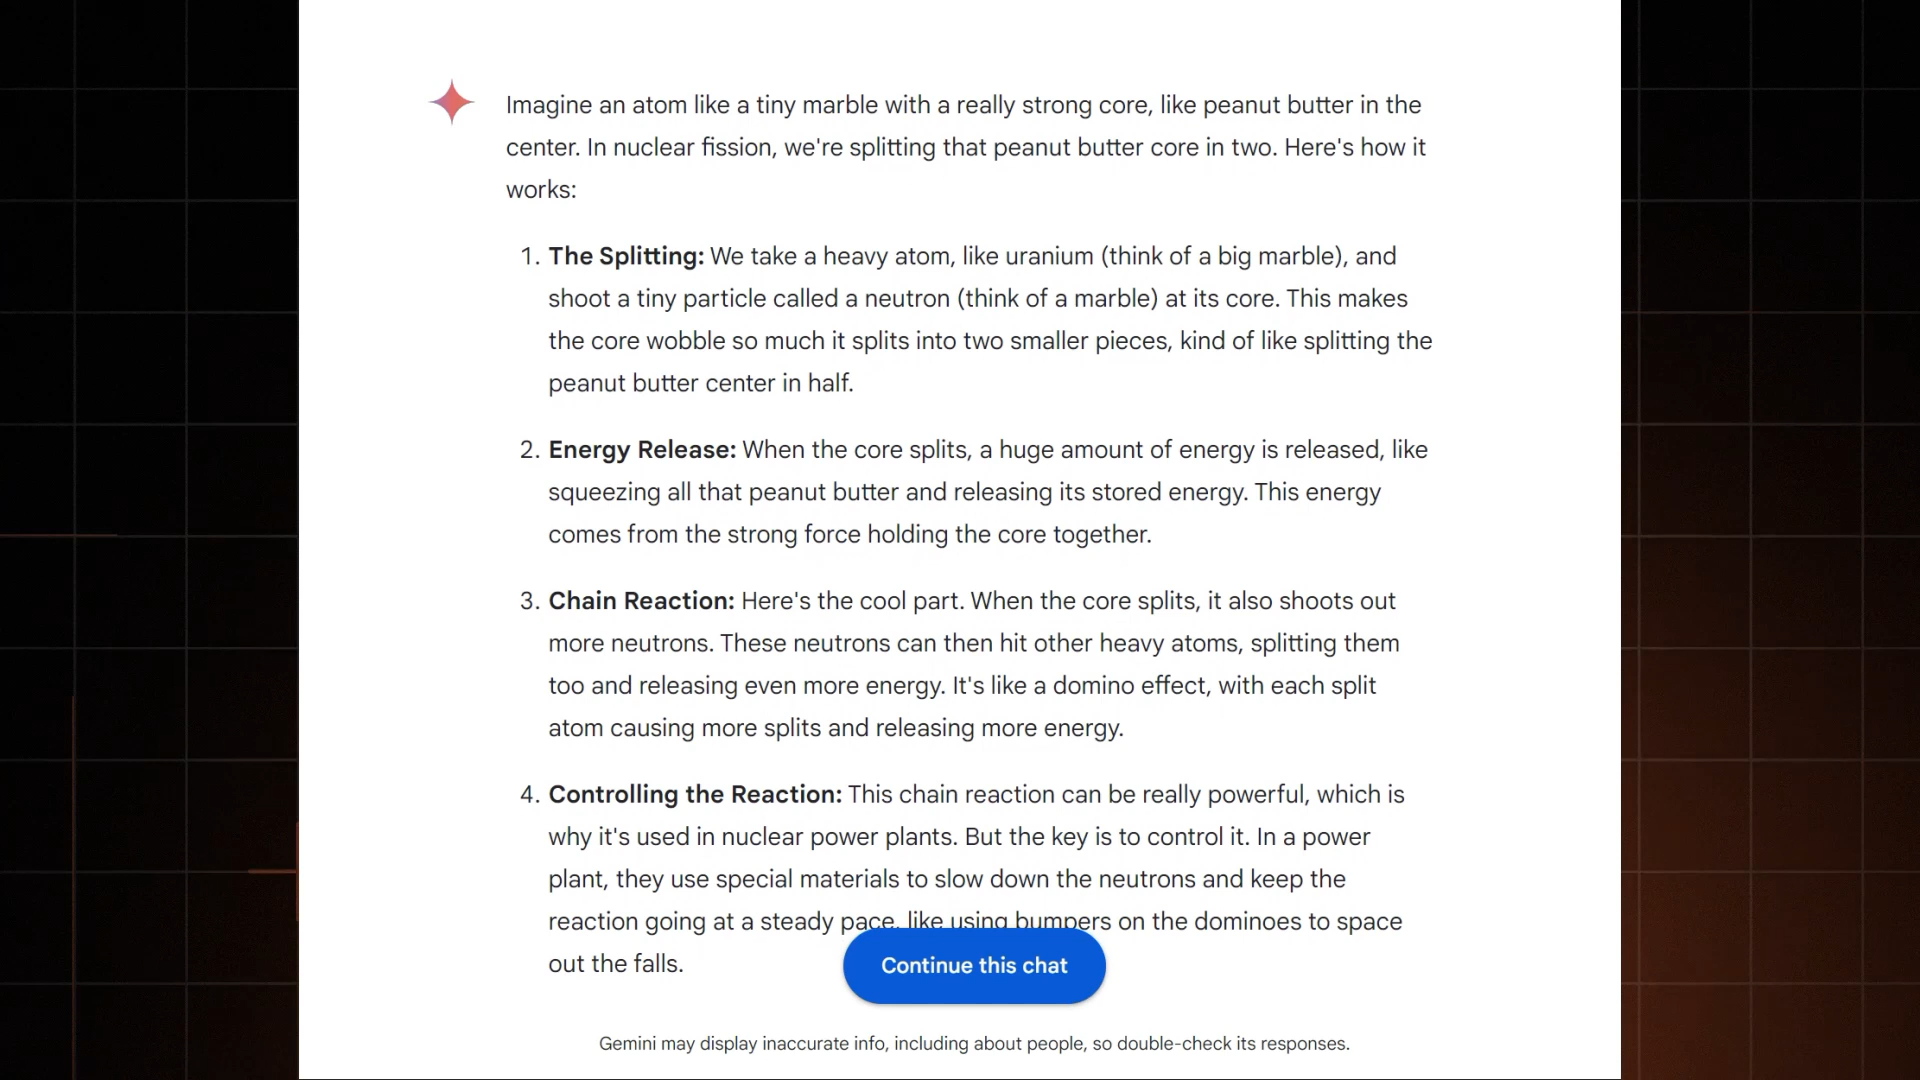 Imagine an atom like a tiny marble with a really strong core, like peanut butter in the
center. In nuclear fission, we're splitting that peanut butter core in two. Here's how it
works:
1. The Splitting: We take a heavy atom, like uranium (think of a big marble), and
shoot a tiny particle called a neutron (think of a marble) at its core. This makes
the core wobble so much it splits into two smaller pieces, kind of like splitting the
peanut butter center in half.
2. Energy Release: When the core splits, a huge amount of energy is released, like
squeezing all that peanut butter and releasing its stored energy. This energy
comes from the strong force holding the core together.
3. Chain Reaction: Here's the cool part. When the core splits, it also shoots out
more neutrons. These neutrons can then hit other heavy atoms, splitting them
too and releasing even more energy. It's like a domino effect, with each split
atom causing more splits and releasing more energy.
4. Controlling the Reaction: This chain reaction can be really powerful, which is
why it's used in nuclear power plants. But the key is to control it. In a power
plant, they use special materials to slow down the neutrons and keep the
reaction going at a steady pace, like using bumpers on the dominoes to space
out the falls.
Continue this chat
Gemini may display inaccurate info, including about people, so double-check its responses.